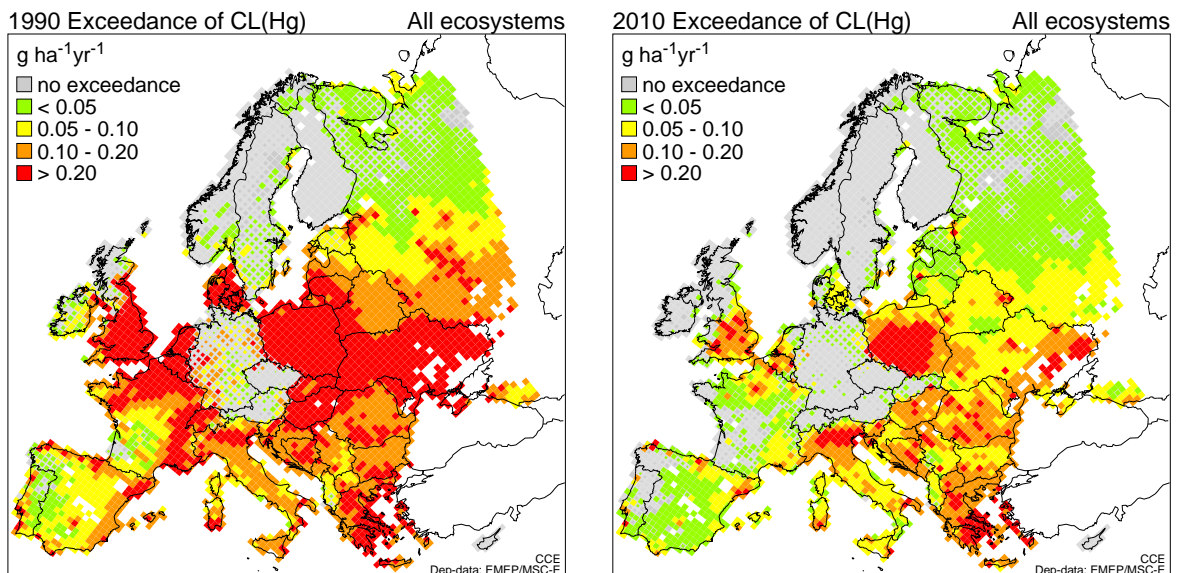 1990 Exceedance of CL(Hg) All ecosystems
g ha⁻¹yr⁻¹
no exceedance
< 0.05
0.05 - 0.10
0.10 - 0.20
> 0.20
CCE
Dep-data: EMEP/MSC-E
2010 Exceedance of CL(Hg) All ecosystems
g ha⁻¹yr⁻¹
no exceedance
< 0.05
0.05 - 0.10
0.10 - 0.20
> 0.20
CCE
Dep-data: EMEP/MSC-E